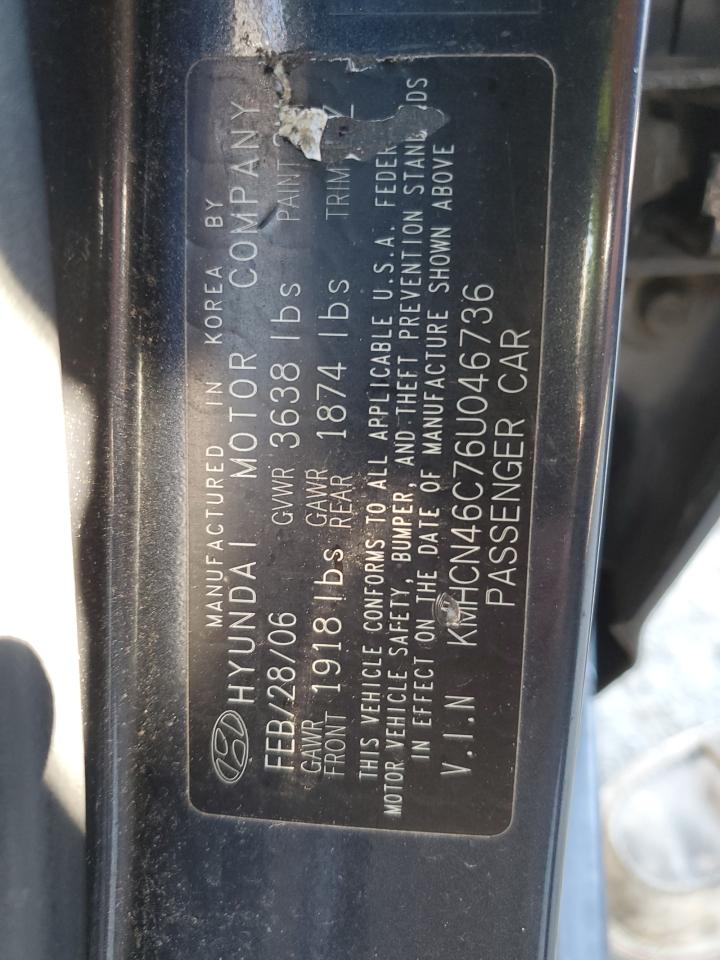 MANUFACTURED IN KOREA BY
HYUNDAI MOTOR COMPANY
FEB/28/06 GVWR 3638 lbs PAINT
GAWR FRONT 1918 lbs GAWR REAR 1874 lbs TRIM
THIS VEHICLE CONFORMS TO ALL APPLICABLE U.S.A. FEDER
MOTOR VEHICLE SAFETY, BUMPER, AND THEFT PREVENTION STAN DS
IN EFFECT ON THE DATE OF MANUFACTURE SHOWN ABOVE
V.I.N KMHCN46C76U046736
PASSENGER CAR